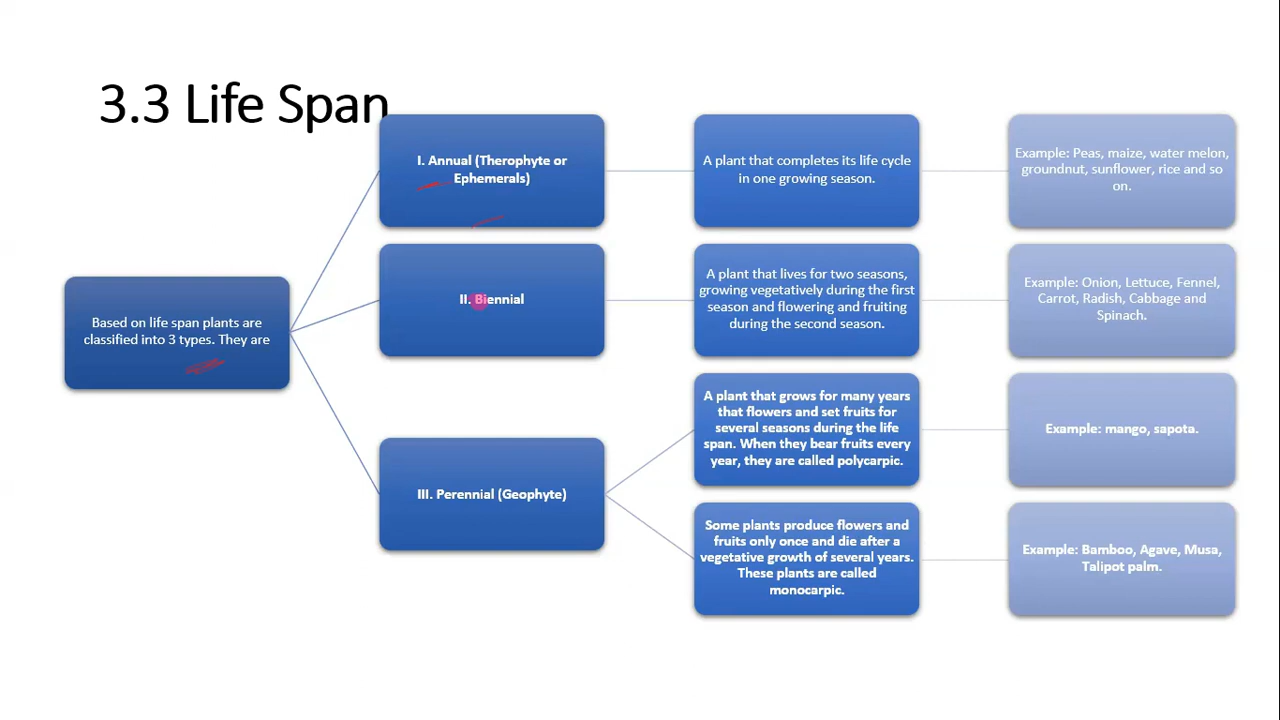 3.3 Life Span
Based on life span plants are
classified into 3 types. They are
I. Annual (Therophyte or
Ephemerals)
A plant that completes its life cycle
in one growing season.
Example: Peas, maize, water melon,
groundnut, sunflower, rice and so
on.
II. Biennial
A plant that lives for two seasons,
growing vegetatively during the first
season and flowering and fruiting
during the second season.
Example: Onion, Lettuce, Fennel,
Carrot, Radish, Cabbage and
Spinach.
III. Perennial (Geophyte)
A plant that grows for many years
that flowers and set fruits for
several seasons during the life
span. When they bear fruits every
year, they are called polycarpic.
Example: mango, sapota.
Some plants produce flowers and
fruits only once and die after a
vegetative growth of several years.
These plants are called
monocarpic.
Example: Bamboo, Agave, Musa,
Talipot palm.